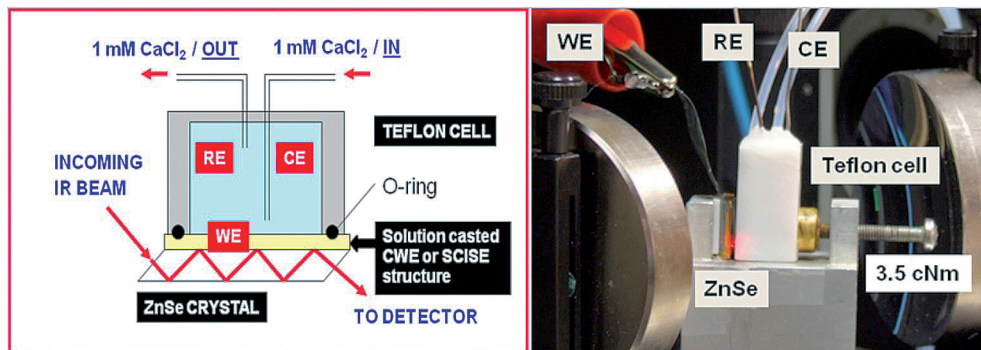 1 mM CaCl₂ / OUT
1 mM CaCl₂ / IN
TEFLON CELL
RE
CE
INCOMING
IR BEAM
O-ring
WE
Solution casted
CWE or SCISE
structure
ZnSe CRYSTAL
TO DETECTOR
WE
RE
CE
Teflon cell
ZnSe
3.5 cNm